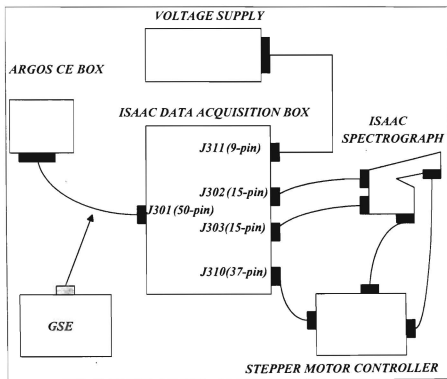 VOLTAGE SUPPLY
ARGOS CE BOX
ISAAC DATA ACQUISITION BOX
ISAAC
SPECTROGRAPH
J311(9-pin)
J302(15-pin)
J301(50-pin)
J303(15-pin)
J310(37-pin)
GSE
STEPPER MOTOR CONTROLLER